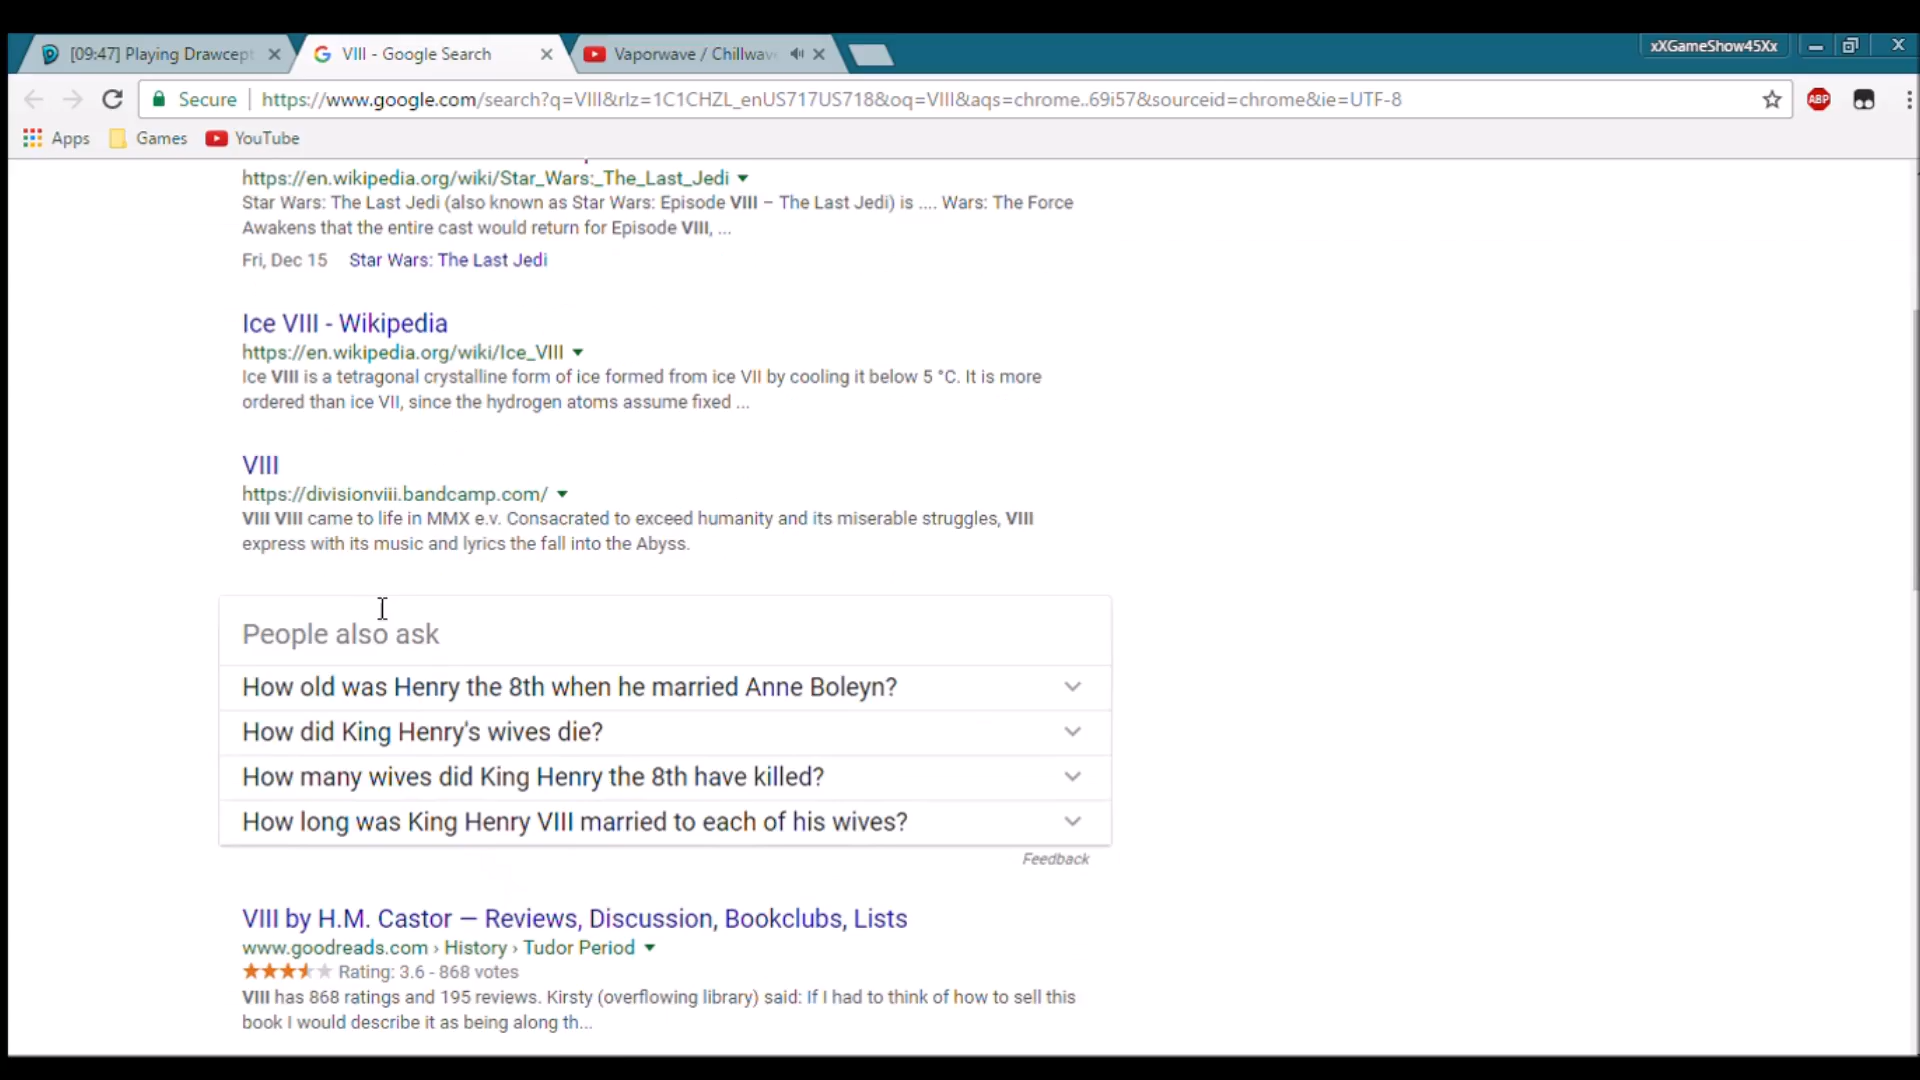 [09:47] Playing Drawcept
VIII - Google Search
Vaporwave / Chillwav
xXGameShow45Xx
Secure
https://www.google.com/search?q=VIII&rlz=1C1CHZL_enUS717US718&oq=VIII&aqs=chrome..69i57&sourceid=chrome&ie=UTF-8
ABP
Apps
Games
YouTube
https://en.wikipedia.org/wiki/Star_Wars:_The_Last_Jedi
Star Wars: The Last Jedi (also known as Star Wars: Episode VIII – The Last Jedi) is .... Wars: The Force
Awakens that the entire cast would return for Episode VIII, ...
Fri, Dec 15 Star Wars: The Last Jedi
Ice VIII - Wikipedia
https://en.wikipedia.org/wiki/Ice_VIII
Ice VIII is a tetragonal crystalline form of ice formed from ice VII by cooling it below 5 °C. It is more
ordered than ice VII, since the hydrogen atoms assume fixed ...
VIII
https://divisionviii.bandcamp.com/
VIII VIII came to life in MMX e.v. Consacrated to exceed humanity and its miserable struggles, VIII
express with its music and lyrics the fall into the Abyss.
People also ask
How old was Henry the 8th when he married Anne Boleyn?
How did King Henry's wives die?
How many wives did King Henry the 8th have killed?
How long was King Henry VIII married to each of his wives?
Feedback
VIII by H.M. Castor — Reviews, Discussion, Bookclubs, Lists
www.goodreads.com › History › Tudor Period
Rating: 3.6 - 868 votes
VIII has 868 ratings and 195 reviews. Kirsty (overflowing library) said: If I had to think of how to sell this
book I would describe it as being along th...